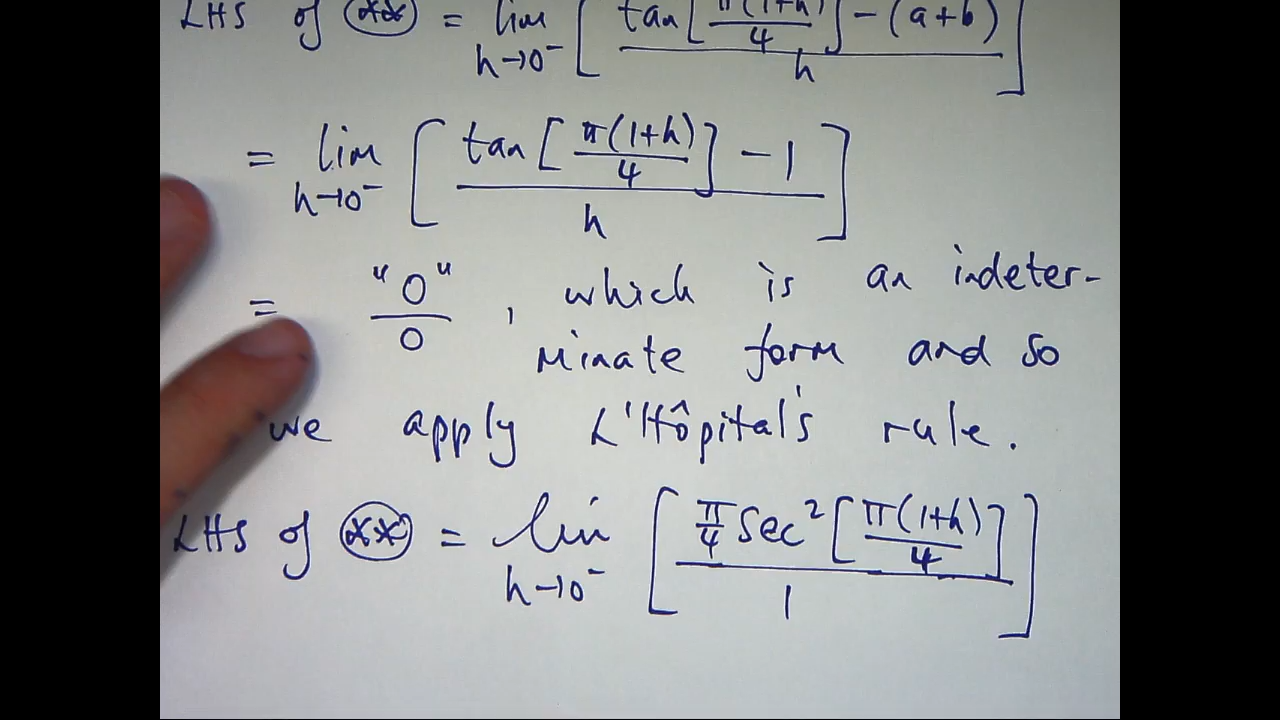 LHS of (**) = lim h→0⁻ [ (tan[π(1+h)/4] - (a+b)) / h ]
= lim h→0⁻ [ (tan[π(1+h)/4] - 1) / h ]
= "0"/0 , which is an indeter-
minate form and so
we apply L'Hôpital's rule.
LHS of (**) = lim h→0⁻ [ (π/4 sec²[π(1+h)/4]) / 1 ]